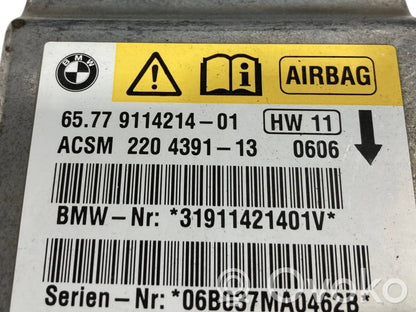 BMW
AIRBAG
65.77 9114214-01 HW 11
ACSM 220 4391-13 0606
BMW-Nr: *31911421401V*
Serien-Nr: *06B037MA0462B*
ovoko